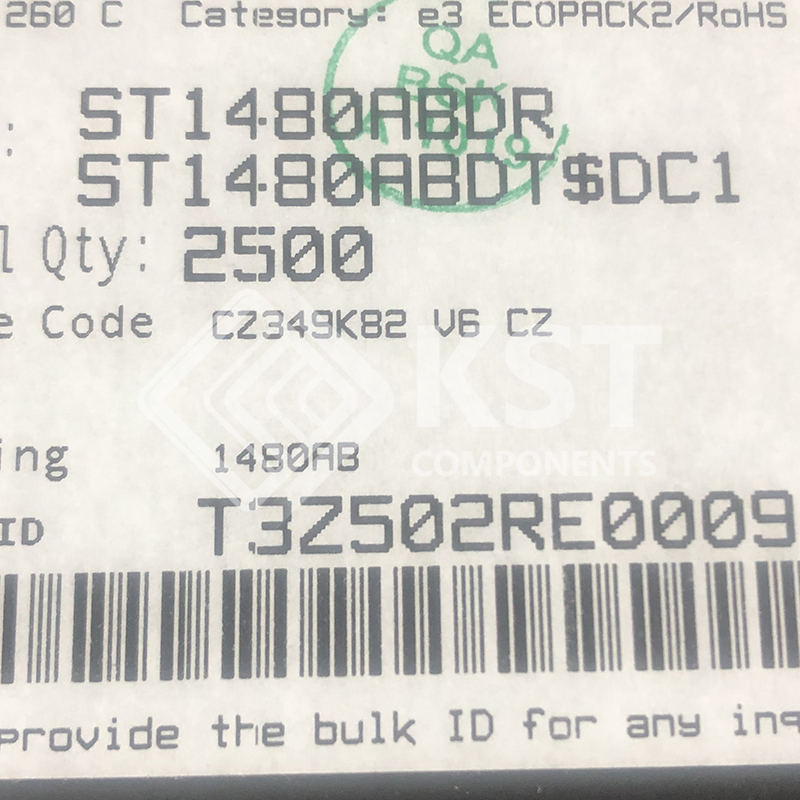 260 C Category: e3 ECOPACK2/RoHS
QA
BSK
: ST1480ABDR
ST1480ABDT$DC1
l Qty: 2500
e Code CZ349K82 V6 CZ
KST
COMPONENTS
ing 1480AB
ID T3Z502RE0009
provide the bulk ID for any inq